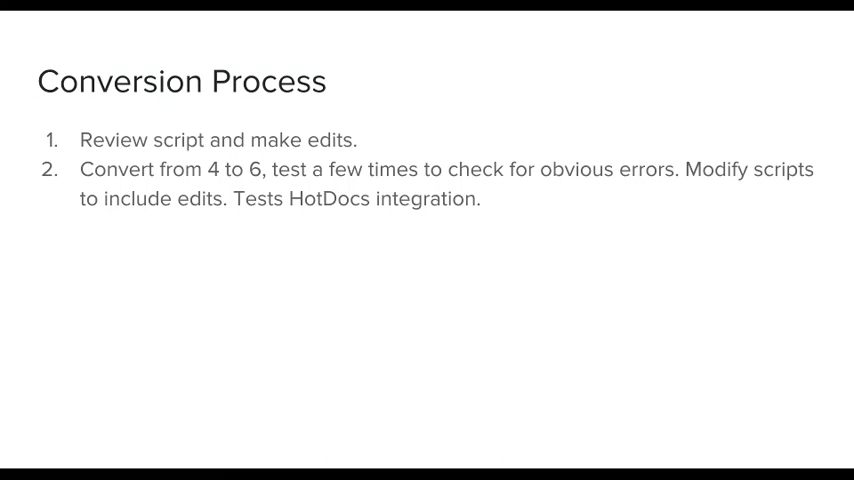 Conversion Process
1. Review script and make edits.
2. Convert from 4 to 6, test a few times to check for obvious errors. Modify scripts
to include edits. Tests HotDocs integration.